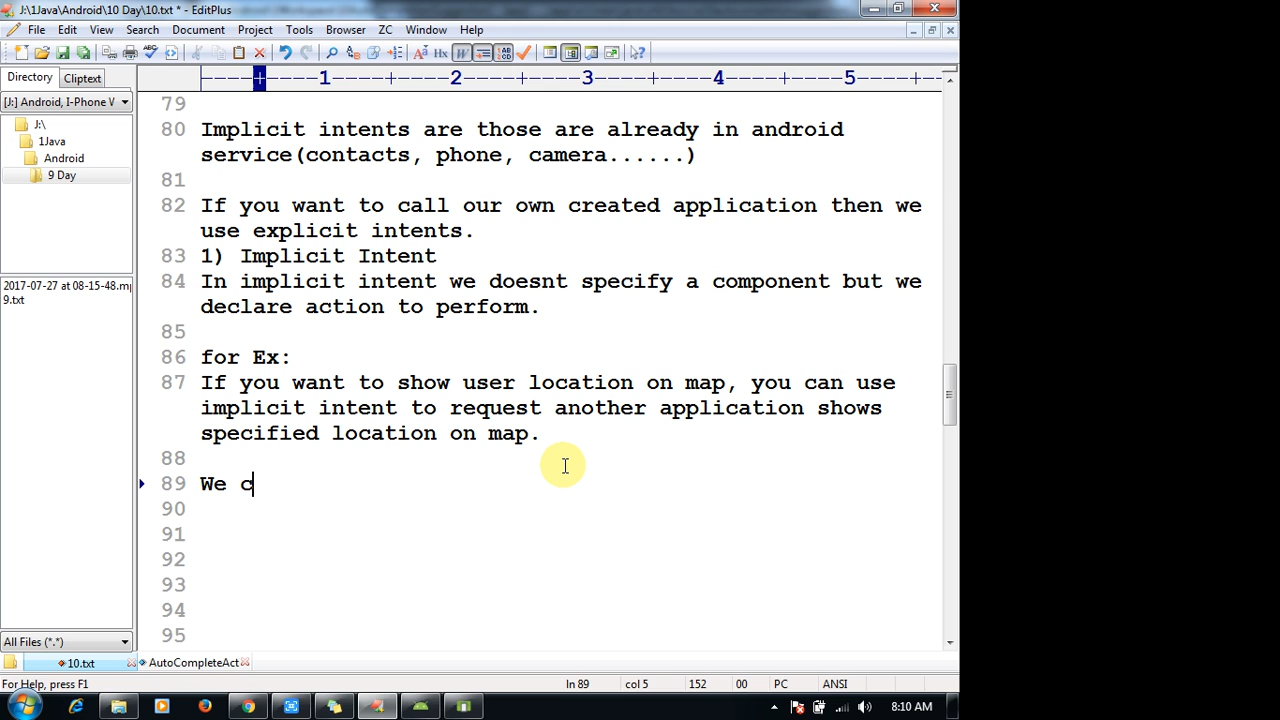 J:\1Java\Android\10 Day\10.txt * - EditPlus
File Edit View Search Document Project Tools Browser ZC Window Help
Directory Cliptext
[J:] Android, I-Phone V
J:\
1Java
Android
9 Day
2017-07-27 at 08-15-48.mp
9.txt
All Files (*.*)
----+----1----+----2----+----3----+----4----+----5----+--
79
80 Implicit intents are those are already in android
service(contacts, phone, camera......)
81
82 If you want to call our own created application then we
use explicit intents.
83 1) Implicit Intent
84 In implicit intent we doesnt specify a component but we
declare action to perform.
85
86 for Ex:
87 If you want to show user location on map, you can use
implicit intent to request another application shows
specified location on map.
88
89 We c
90
91
92
93
94
95
10.txt AutoCompleteAct
For Help, press F1 ln 89 col 5 152 00 PC ANSI
8:10 AM